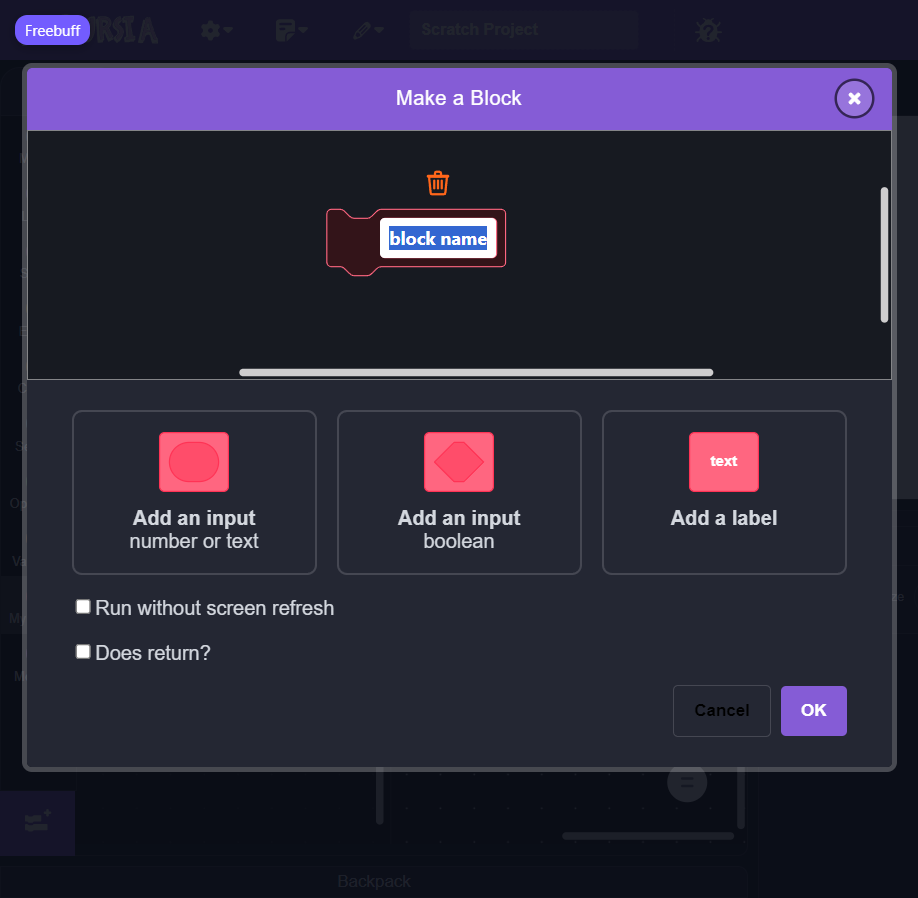 Freebuff
Scratch Project
Make a Block
block name
text
Add an input
number or text
Add an input
boolean
Add a label
Run without screen refresh
Does return?
Cancel
OK
Backpack